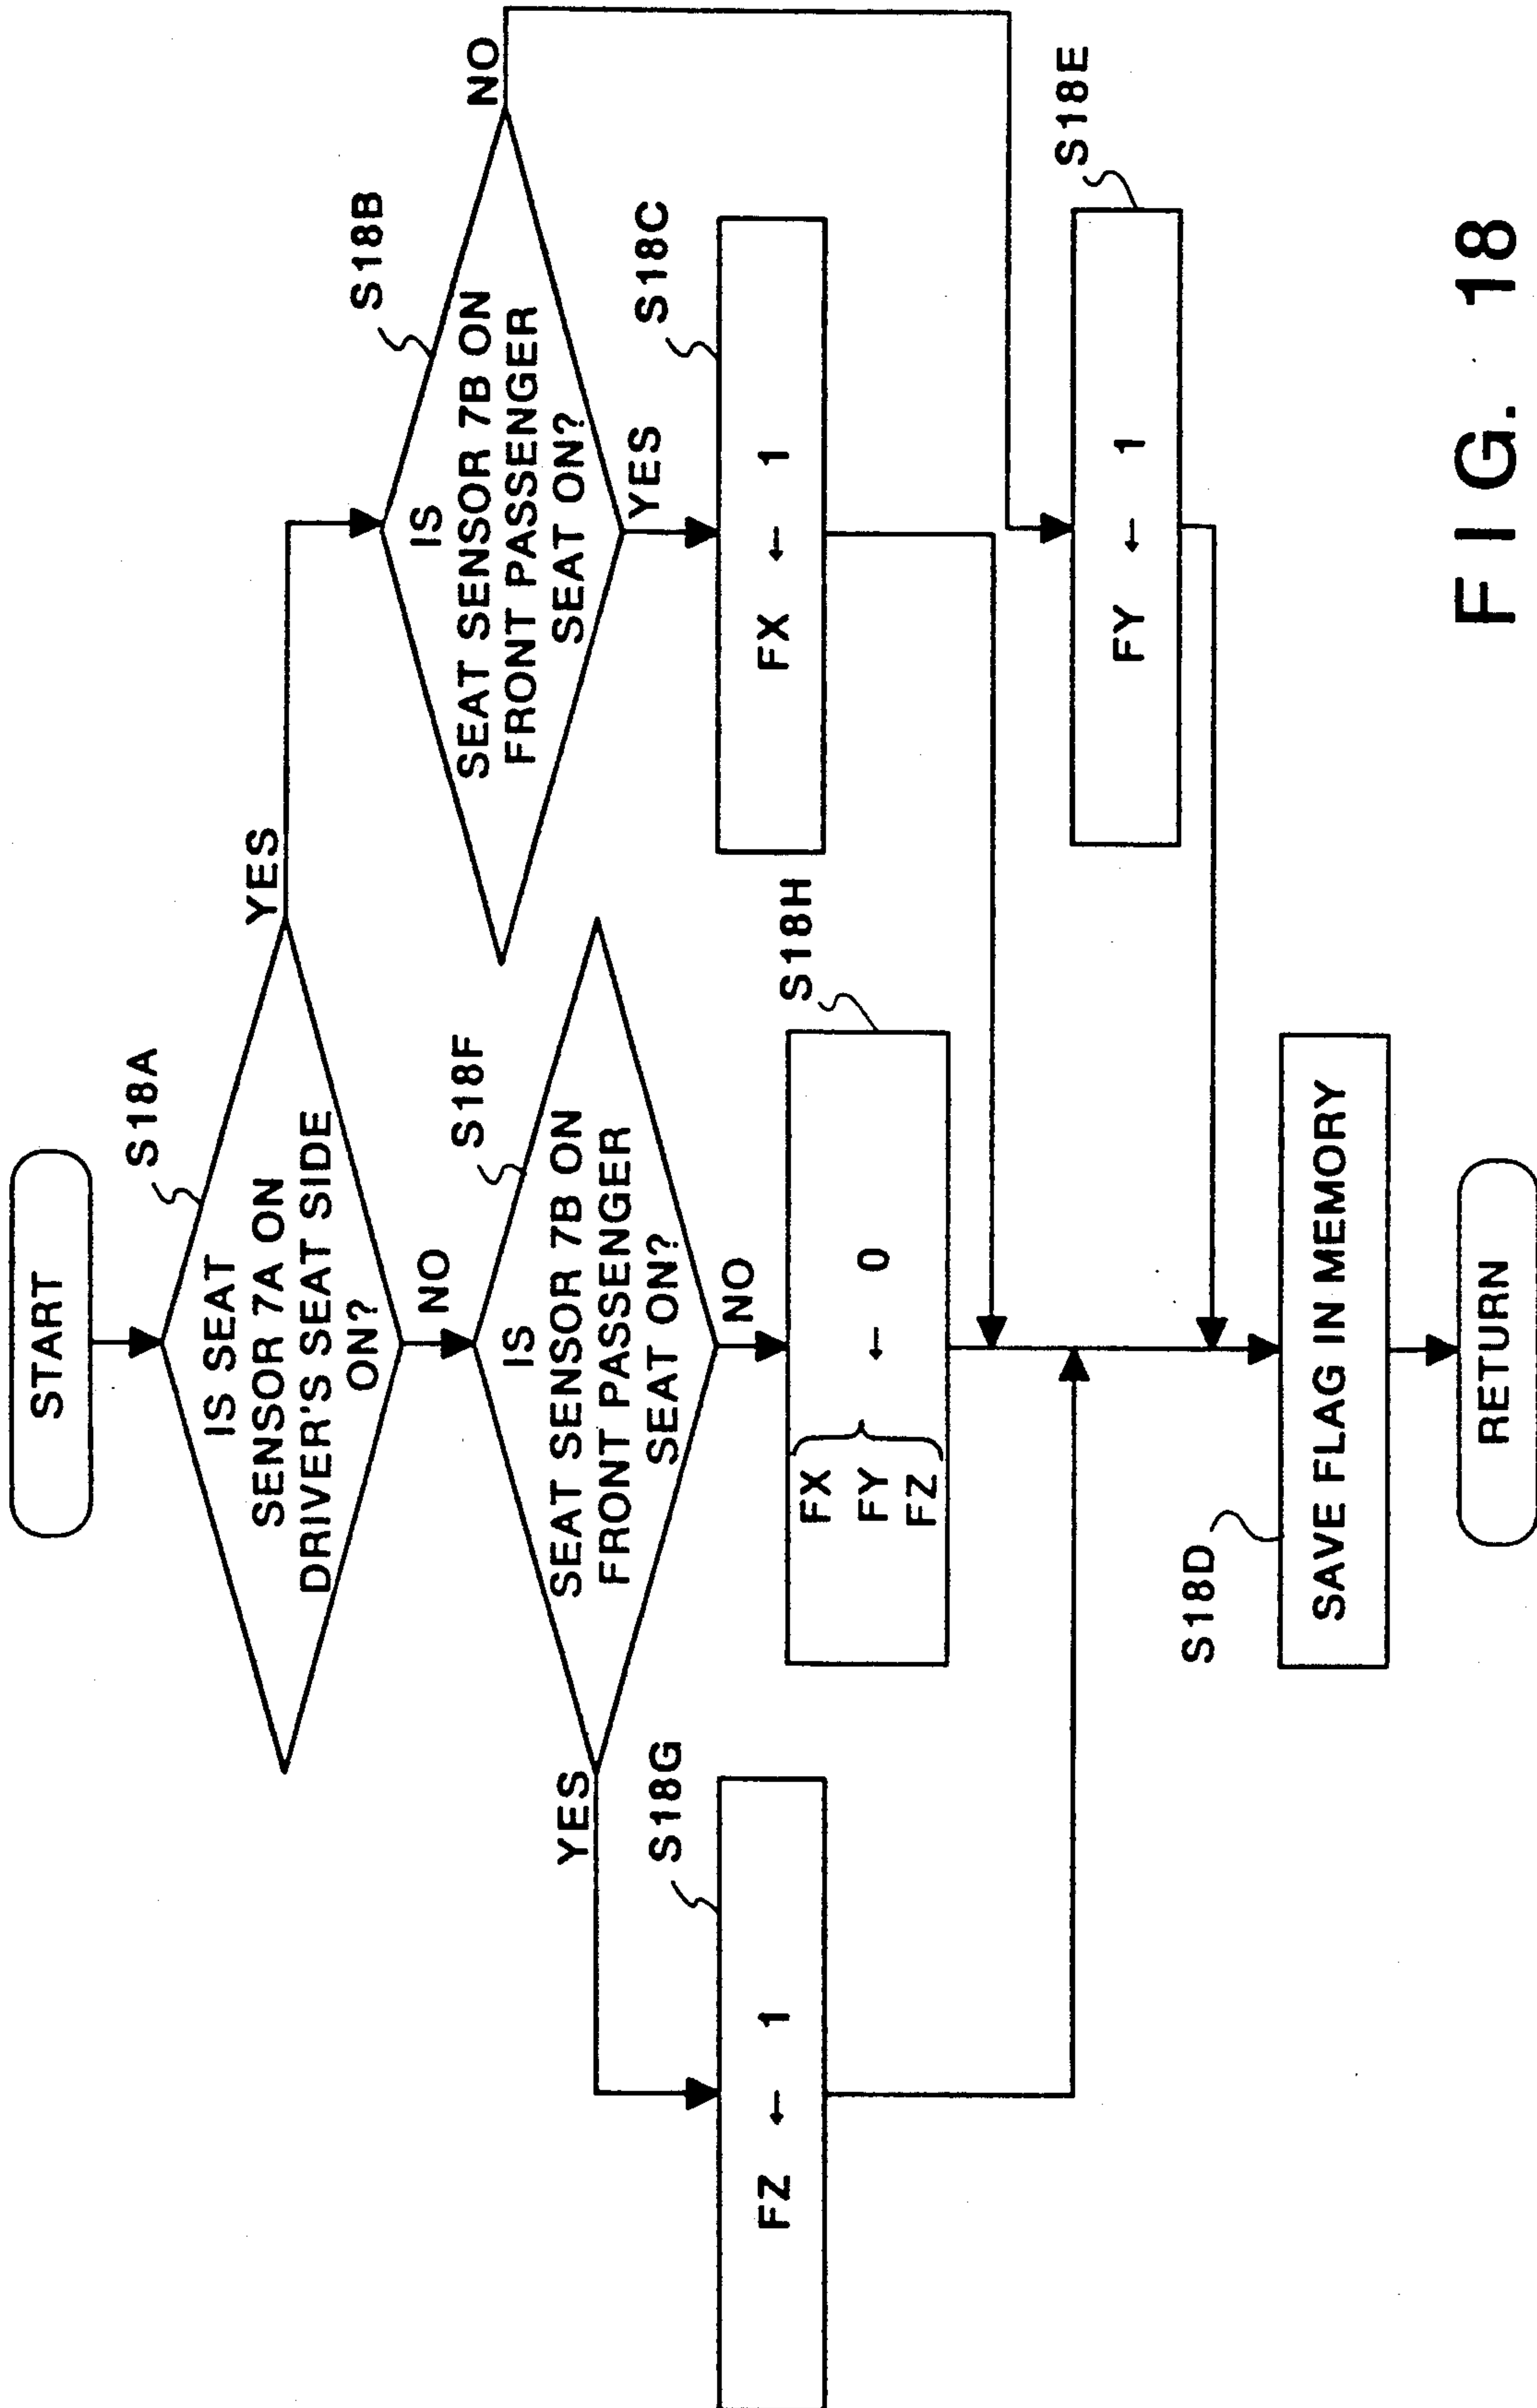 START
S18A
IS SEAT
SENSOR 7A ON
DRIVER'S SEAT SIDE
ON?
YES
NO
S18B
IS
SEAT SENSOR 7B ON
FRONT PASSENGER
SEAT ON?
NO
YES
S18F
IS
SEAT SENSOR 7B ON
FRONT PASSENGER
SEAT ON?
YES
NO
S18G
FZ ← 1
S18H
FX
FY ← 0
FZ
S18C
FX ← 1
S18E
FY ← 1
S18D
SAVE FLAG IN MEMORY
RETURN
FIG. 18